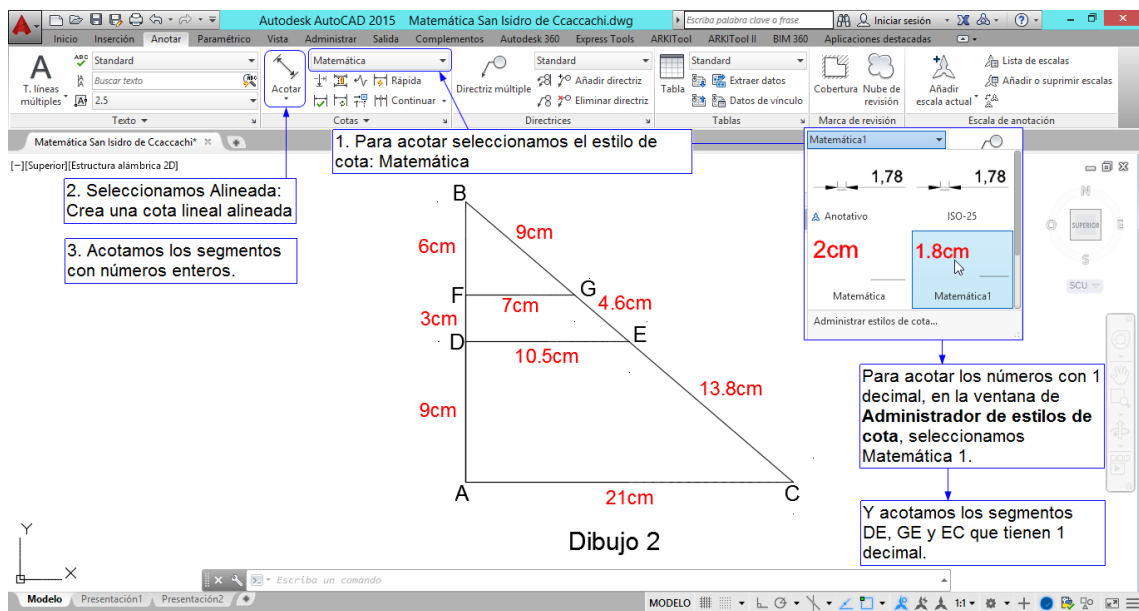 Autodesk AutoCAD 2015 Matemática San Isidro de Ccaccachi.dwg
Escriba palabra clave o frase
Iniciar sesión
Inicio Inserción Anotar Paramétrico Vista Administrar Salida Complementos Autodesk 360 Express Tools ARKITool ARKITool II BIM 360 Aplicaciones destacadas
A
T. líneas múltiples
ABC Standard
Buscar texto
2.5
Texto
Acotar
Matemática
Rápida
Continuar
Cotas
Directriz múltiple
Standard
Añadir directriz
Eliminar directriz
Directrices
Tabla
Standard
Extraer datos
Datos de vínculo
Tablas
Cobertura
Nube de revisión
Marca de revisión
Añadir escala actual
Lista de escalas
Añadir o suprimir escalas
Escala de anotación
Matemática San Isidro de Ccaccachi*
[−][Superior][Estructura alámbrica 2D]
1. Para acotar seleccionamos el estilo de
cota: Matemática
2. Seleccionamos Alineada:
Crea una cota lineal alineada
3. Acotamos los segmentos
con números enteros.
B
6cm
9cm
F
G
7cm
4.6cm
3cm
D
E
10.5cm
13.8cm
9cm
A
21cm
C
Dibujo 2
Matemática1
1,78
1,78
Anotativo
ISO-25
2cm
1.8cm
Matemática
Matemática1
Administrar estilos de cota...
N
SUPERIOR
E
S
SCU
Para acotar los números con 1
decimal, en la ventana de
Administrador de estilos de
cota, seleccionamos
Matemática 1.
Y acotamos los segmentos
DE, GE y EC que tienen 1
decimal.
Y
X
Escriba un comando
Modelo Presentación1 Presentación2
MODELO
1:1